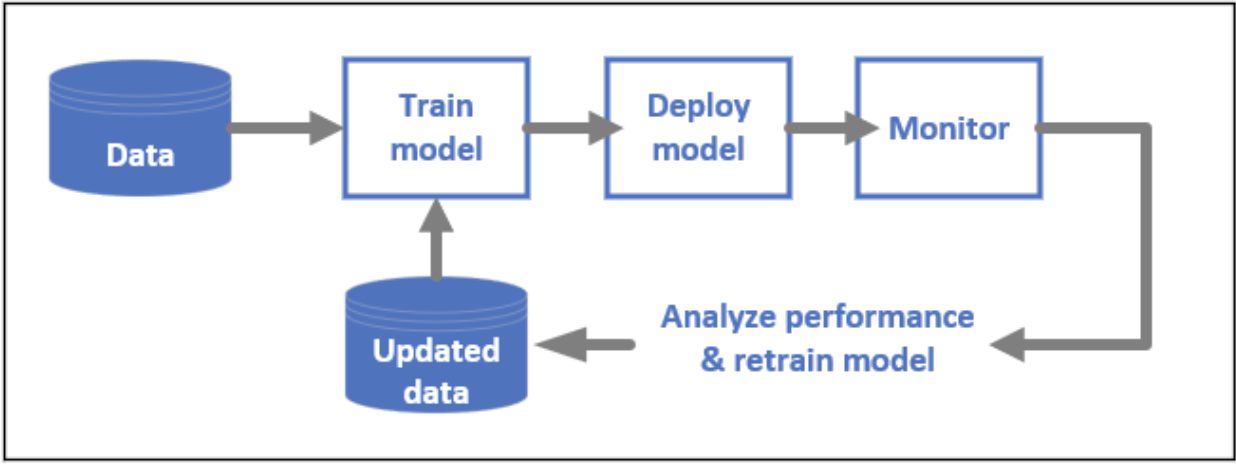 Data
Train
model
Deploy
model
Monitor
Analyze performance
& retrain model
Updated
data